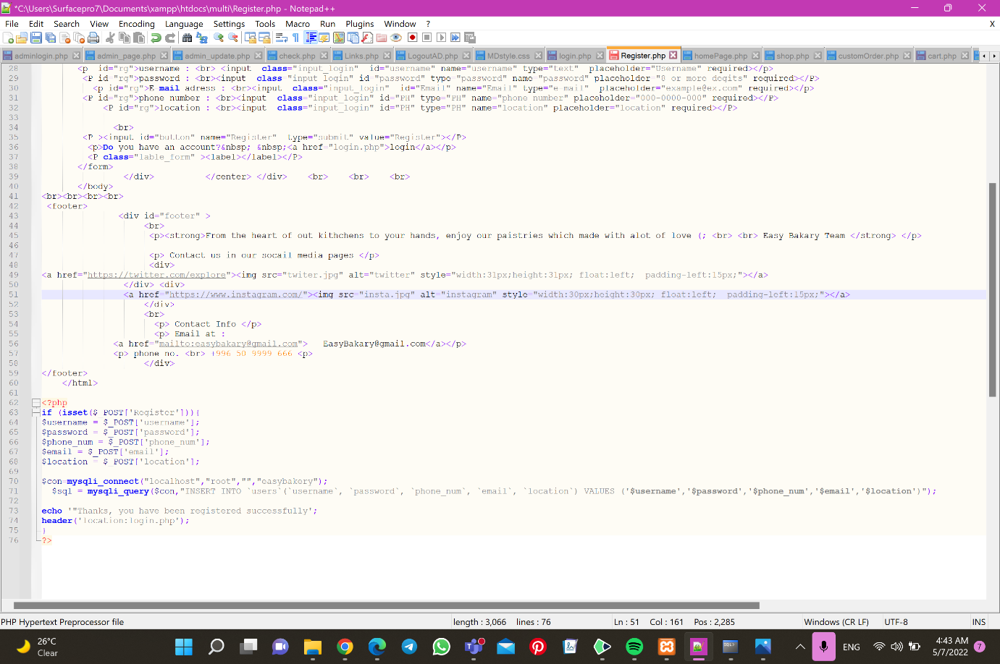 *C:\Users\Surfacepro7\Documents\xampp\htdocs\multi\Register.php - Notepad++
File Edit Search View Encoding Language Settings Tools Macro Run Plugins Window ? X
adminlogin.php admin_page.php admin_update.php check.php Links.php LogoutAD.php MDstyle.css login.php Register.php homePage.php shop.php customOrder.php cart.php
28 <p id="rg">username : <br> <input class="input_login" id="username" name="username" type="text" placeholder="Username" required></p>
29 <P id="rg">password : <br><input class="input_login" id="password" type="password" name="password" placeholder="8 or more degits" required></P>
30 <p id="rg">E-mail adress : <br><input class="input_login" id="Email" name="Email" type="e-mail" placeholder="example@ex.com" required></p>
31 <P id="rg">phone number : <br><input class="input_login" id="PH" type="PH" name="phone number" placeholder="000-0000-000" required></P>
32 <P id="rg">location : <br><input class="input_login" id="PH" type="PH" name="location" placeholder="location" required></P>
33
34 <br>
35 <P ><input id="button" name="Register" type="submit" value="Register"></P>
36 <p>Do you have an account?&nbsp; &nbsp;<a href="login.php">login</a></p>
37 <P class="lable_form" ><label></label></P>
38 </form>
39 </div> </center> </div> <br> <br> <br>
40 </body>
41 <br><br><br><br>
42 <footer>
43 <div id="footer" >
44 <br>
45 <p><strong>From the heart of out kithchens to your hands, enjoy our paistries which made with alot of love (; <br> <br> Easy Bakary Team </strong> </p>
46
47 <p> Contact us in our socail media pages </p>
48 <div>
49 <a href="https://twitter.com/explore"><img src="twiter.jpg" alt="twitter" style="width:31px;height:31px; float:left; padding-left:15px;"></a>
50 </div> <div>
51 <a href="https://www.instagram.com/"><img src="insta.jpg" alt="instagram" style="width:30px;height:30px; float:left; padding-left:15px;"></a>
52 </div>
53 <br>
54 <p> Contact Info </p>
55 <p> Email at :
56 <a href="mailto:easybakary@gmail.com"> EasyBakary@gmail.com</a></p>
57 <p> phone no. <br> +996 50 9999 666 <p>
58 </div>
59 </footer>
60 </html>
61
62 <?php
63 if (isset($_POST['Register'])){
64 $username = $_POST['username'];
65 $password = $_POST['password'];
66 $phone_num = $_POST['phone_num'];
67 $email = $_POST['email'];
68 $location = $_POST['location'];
69
70 $con=mysqli_connect("localhost","root","","easybakery");
71 $sql = mysqli_query($con,"INSERT INTO `users`(`username`, `password`, `phone_num`, `email`, `location`) VALUES ('$username','$password','$phone_num','$email','$location')");
72
73 echo '"Thanks, you have been registered successfully';
74 header('location:login.php');
75 }
76 ?>
PHP Hypertext Preprocessor file length : 3,066 lines : 76 Ln : 51 Col : 161 Pos : 2,285 Windows (CR LF) UTF-8 INS
26°C
Clear
ENG
4:43 AM
5/7/2022
7